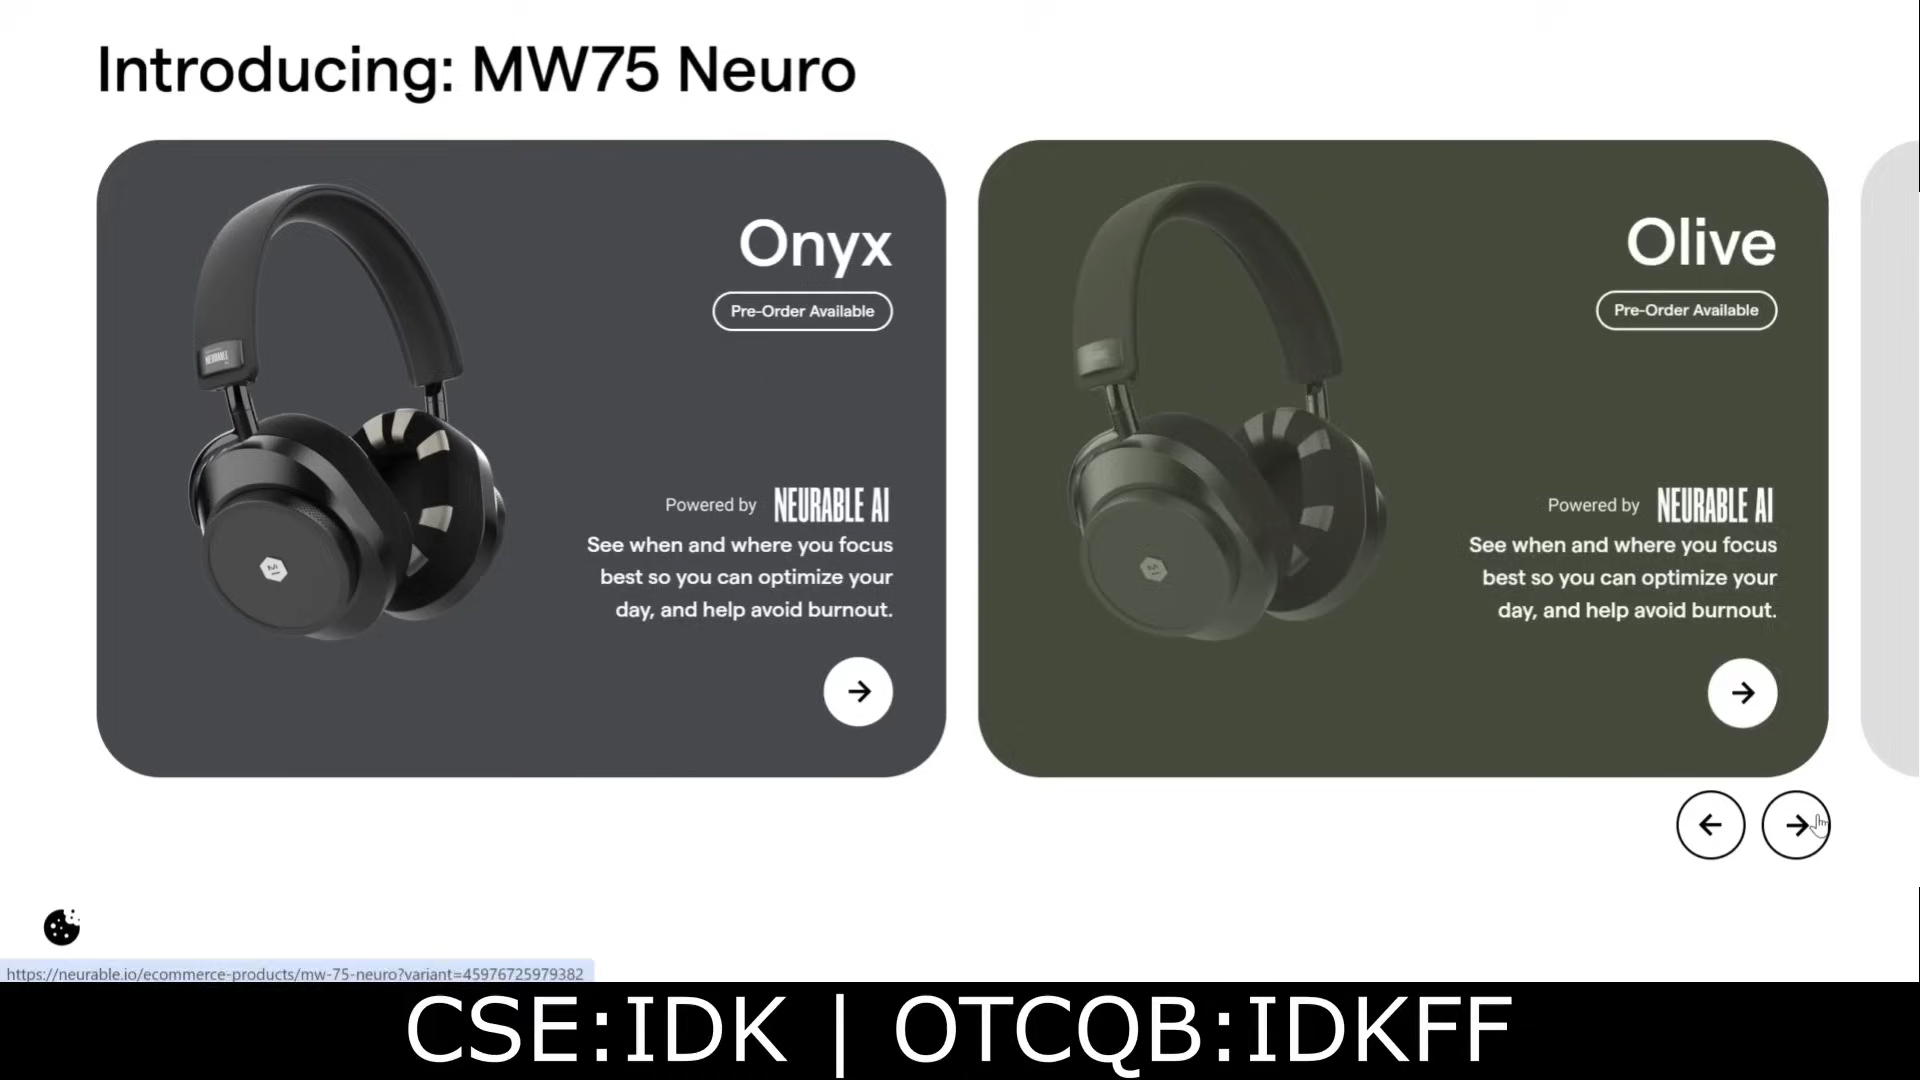 Introducing: MW75 Neuro
Onyx
Pre-Order Available
NEURABLE
Powered by NEURABLE AI
See when and where you focus
best so you can optimize your
day, and help avoid burnout.
Olive
Pre-Order Available
Powered by NEURABLE AI
See when and where you focus
best so you can optimize your
day, and help avoid burnout.
https://neurable.io/ecommerce-products/mw-75-neuro?variant=45976725979382
CSE:IDK | OTCQB:IDKFF